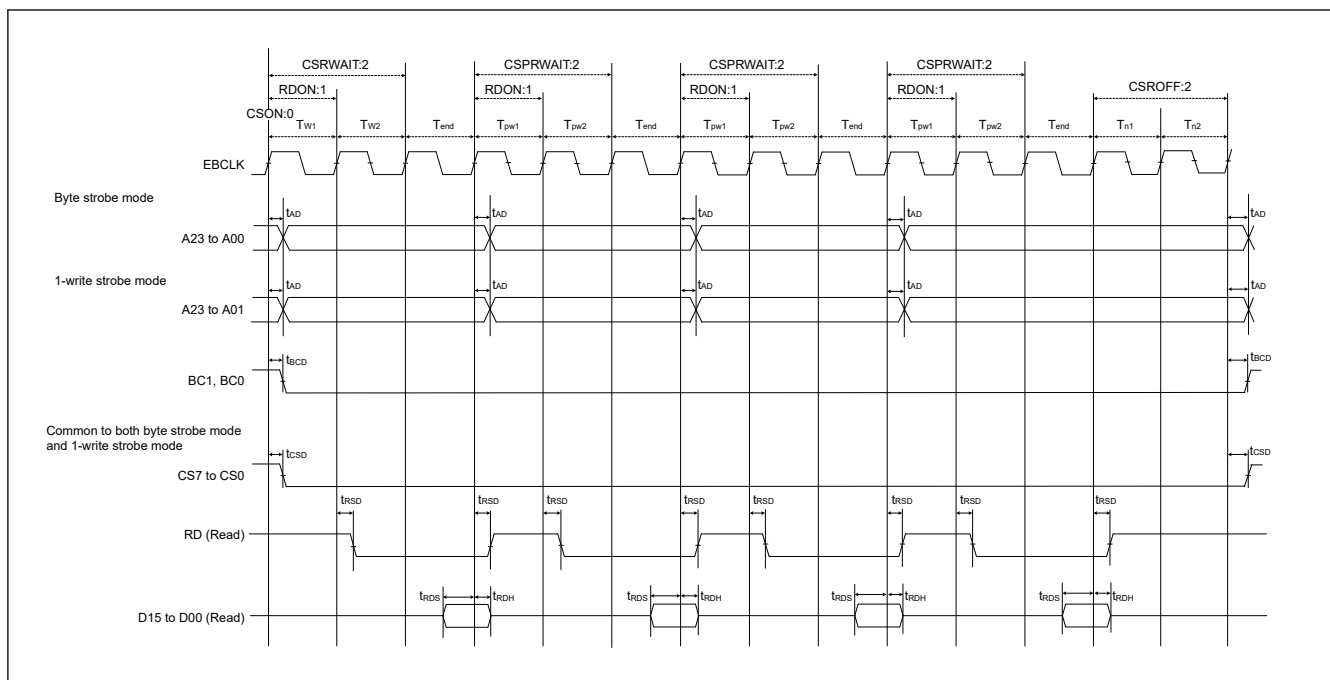 CSRWAIT:2 CSPRWAIT:2 CSPRWAIT:2 CSPRWAIT:2
RDON:1 RDON:1 RDON:1 RDON:1 CSROFF:2
CSON:0
TW1 TW2 Tend Tpw1 Tpw2 Tend Tpw1 Tpw2 Tend Tpw1 Tpw2 Tend Tn1 Tn2
EBCLK
Byte strobe mode
tAD tAD tAD tAD tAD
A23 to A00
1-write strobe mode
tAD tAD tAD tAD tAD
A23 to A01
tBCD tBCD
BC1, BC0
Common to both byte strobe mode
and 1-write strobe mode
tCSD tCSD
CS7 to CS0
tRSD tRSD tRSD tRSD tRSD tRSD tRSD tRSD
RD (Read)
tRDS tRDH tRDS tRDH tRDS tRDH tRDS tRDH
D15 to D00 (Read)